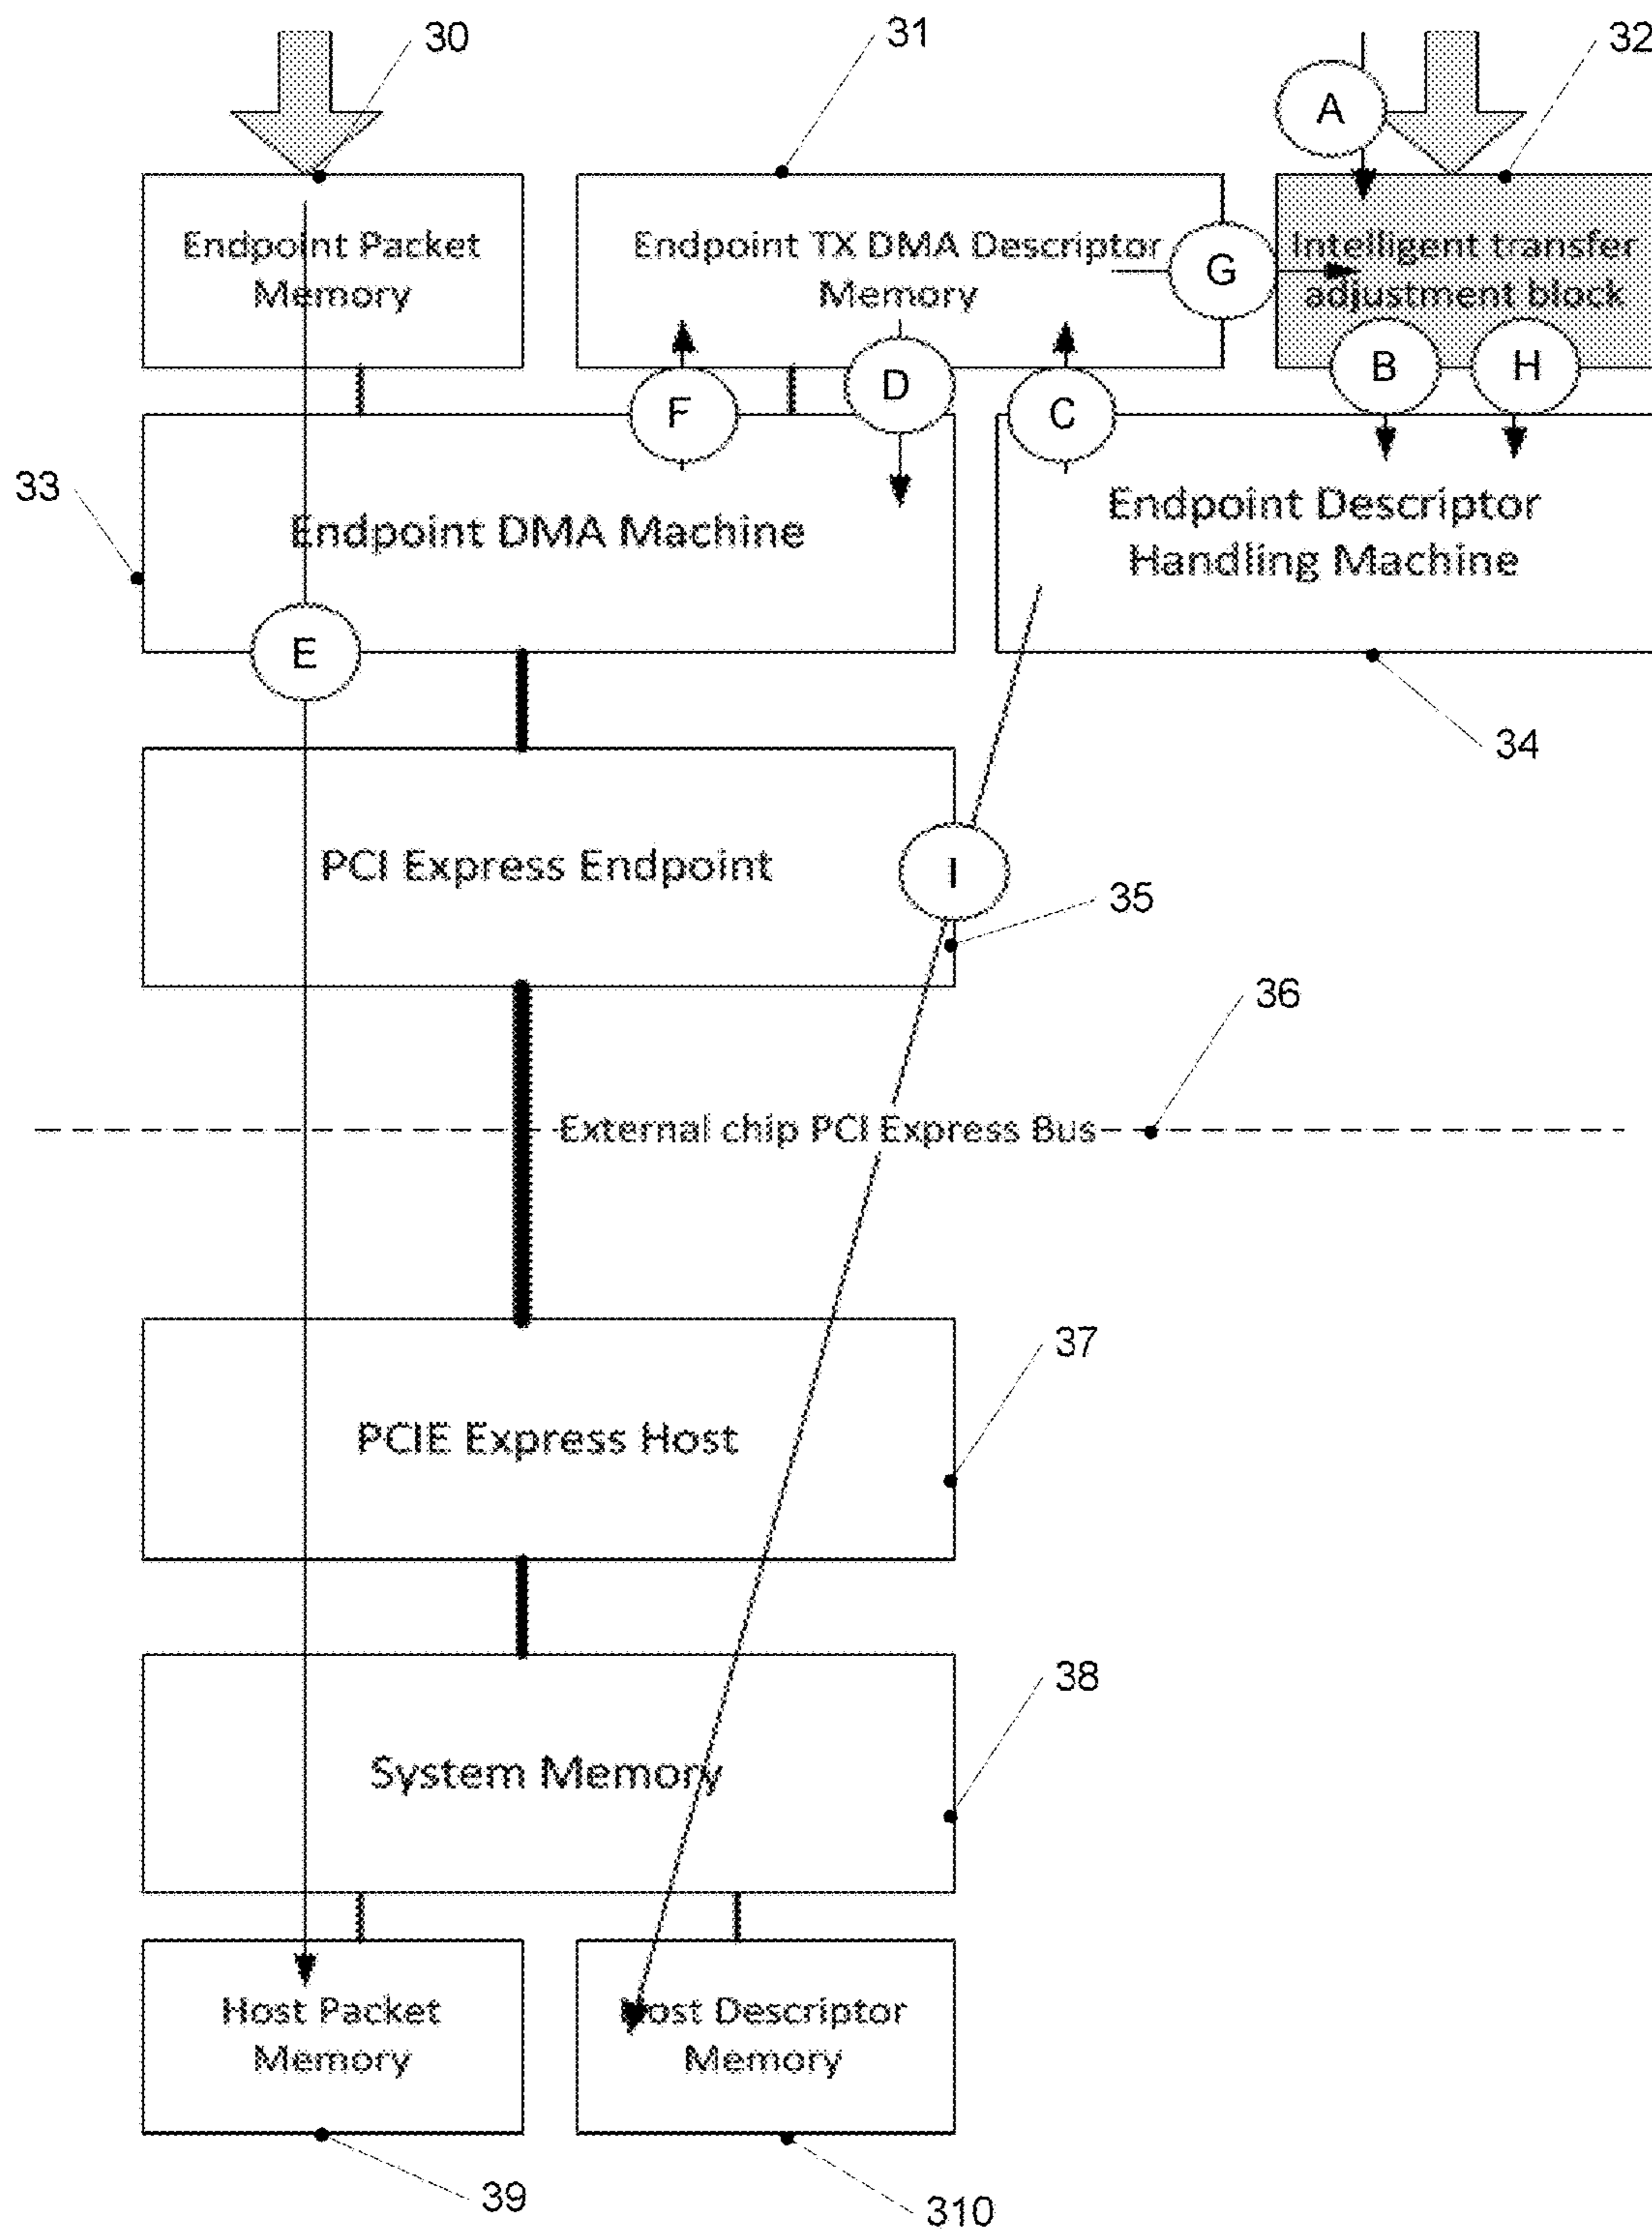 30
31
32
A
Endpoint Packet
Memory
Endpoint TX DMA Descriptor
Memory
G
Intelligent transfer
adjustment block
F
D
C
B
H
33
Endpoint DMA Machine
Endpoint Descriptor
Handling Machine
E
34
PCI Express Endpoint
I
35
36
External chip PCI Express Bus
37
PCIE Express Host
38
System Memory
Host Packet
Memory
Host Descriptor
Memory
39
310